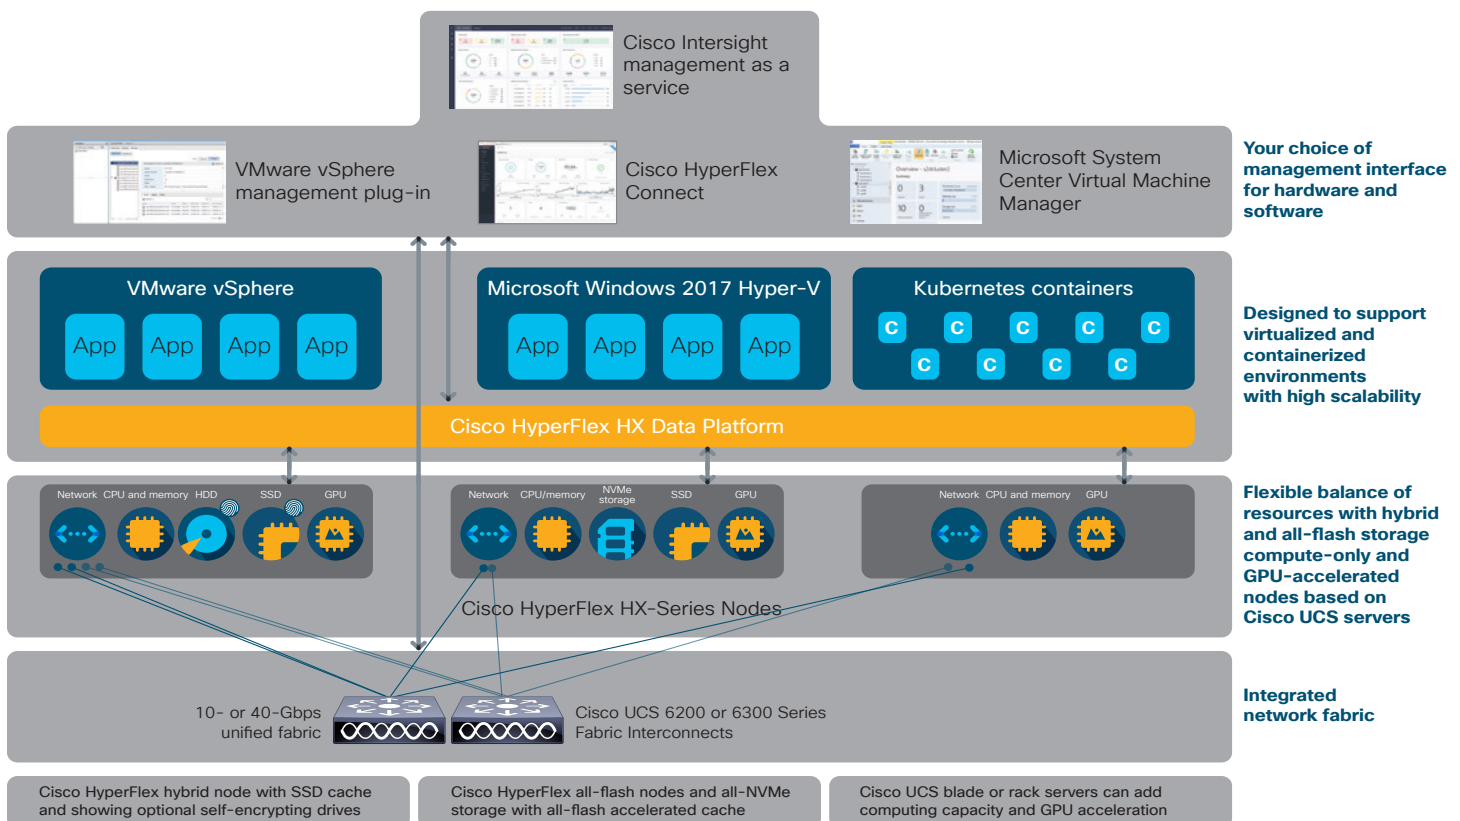 Cisco Intersight
management as a
service
VMware vSphere
management plug-in
Cisco HyperFlex
Connect
Microsoft System
Center Virtual Machine
Manager
Your choice of
management interface
for hardware and
software
VMware vSphere
App App App App
Microsoft Windows 2017 Hyper-V
App App App App
Kubernetes containers
C C C C C
C C C C
Cisco HyperFlex HX Data Platform
Designed to support
virtualized and
containerized
environments
with high scalability
Network CPU and memory HDD SSD GPU
Network CPU/memory NVMe
storage SSD GPU
Network CPU and memory GPU
Cisco HyperFlex HX-Series Nodes
Flexible balance of
resources with hybrid
and all-flash storage
compute-only and
GPU-accelerated
nodes based on
Cisco UCS servers
10- or 40-Gbps
unified fabric
Cisco UCS 6200 or 6300 Series
Fabric Interconnects
Integrated
network fabric
Cisco HyperFlex hybrid node with SSD cache
and showing optional self-encrypting drives
Cisco HyperFlex all-flash nodes and all-NVMe
storage with all-flash accelerated cache
Cisco UCS blade or rack servers can add
computing capacity and GPU acceleration